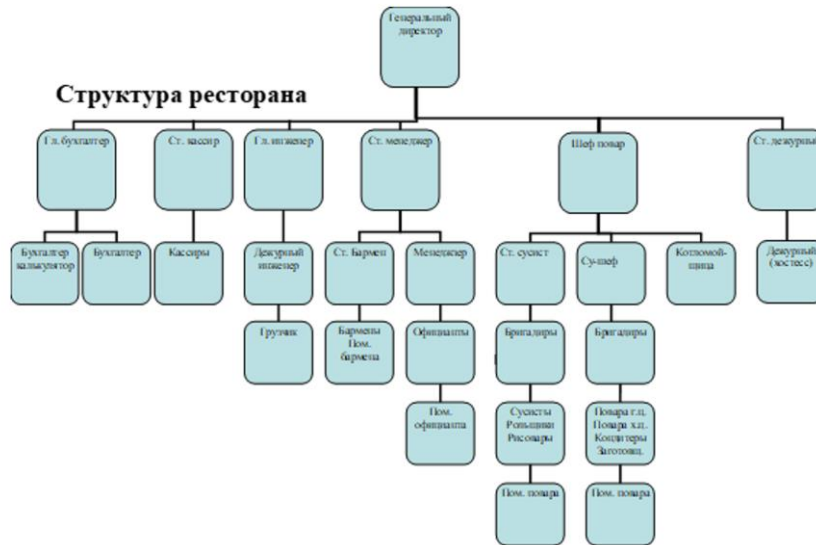 Генеральный
директор
Структура ресторана
Гл. бухгалтер
Ст. кассир
Гл. инженер
Ст. менеджер
Шеф повар
Ст. дежурный
Бухгалтер
калькулятор
Бухгалтер
Кассиры
Дежурный
инженер
Ст. Бармен
Менеджер
Ст. сусист
Су-шеф
Котломой-
щица
Дежурный
(хостесс)
Грузчик
Бармены
Пом.
бармена
Официанты
Бригадиры
Бригадиры
Пом.
официанта
Сусисты
Ролыщики
Рисовары
Повара г.ц.
Повара х.ц.
Кондитеры
Заготовщ.
Пом. повара
Пом. повара